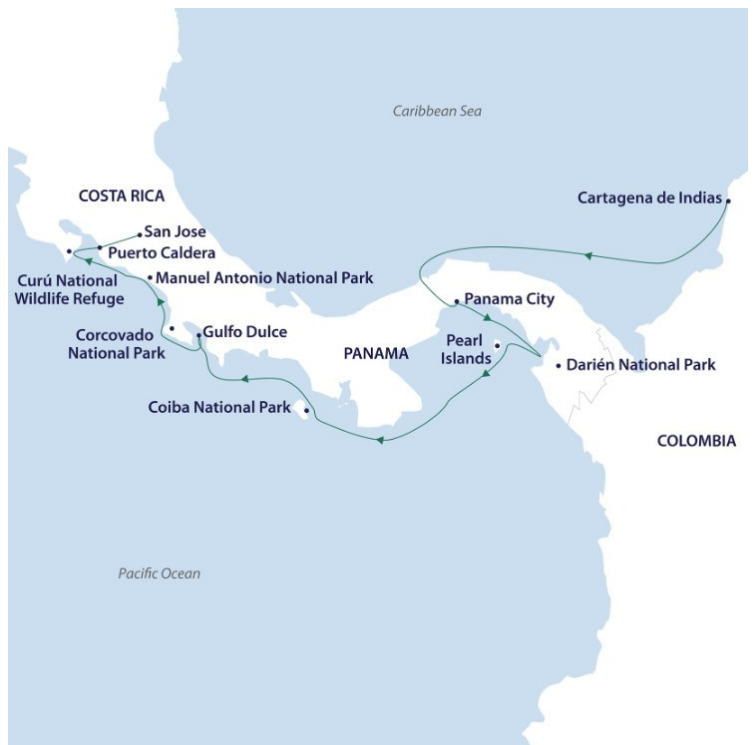 Caribbean Sea
COSTA RICA
Cartagena de Indias
San Jose
Puerto Caldera
Curú National
Wildlife Refuge
Manuel Antonio National Park
Panama City
Corcovado
National Park
Gulfo Dulce
Pearl
Islands
PANAMA
Darién National Park
Coiba National Park
COLOMBIA
Pacific Ocean